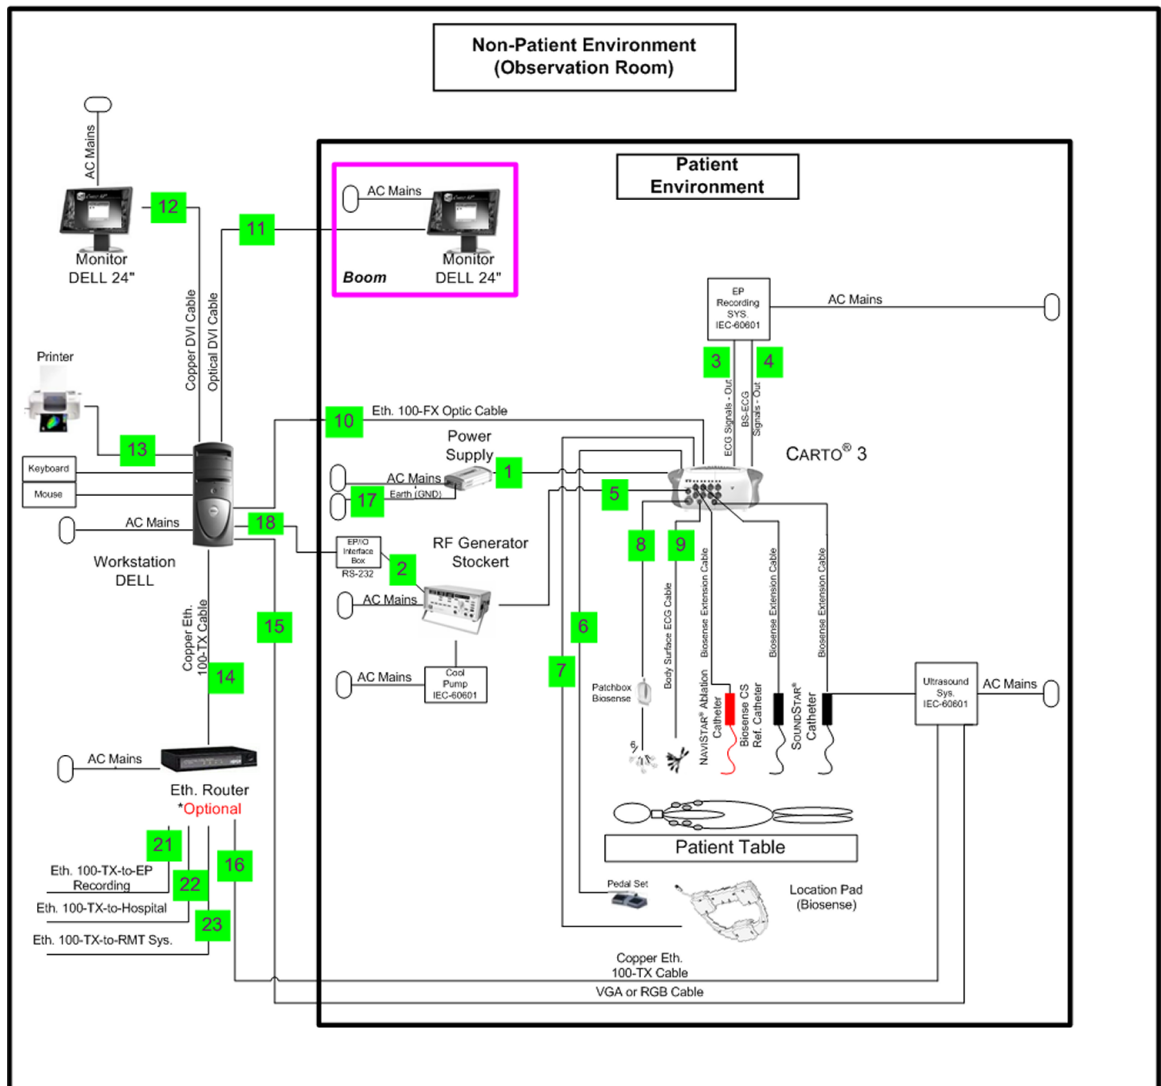 Non-Patient Environment
(Observation Room)
Patient
Environment
AC Mains
12
Monitor
DELL 24"
11
AC Mains
Monitor
DELL 24"
Boom
EP
Recording
SYS.
IEC-60601
AC Mains
3
4
ECG Signals - Out
BS-ECG
Signals - Out
Copper DVI Cable
Optical DVI Cable
Printer
13
Keyboard
Mouse
AC Mains
Workstation
DELL
10
Eth. 100-FX Optic Cable
Power
Supply
1
AC Mains
17
Earth (GND)
CARTO® 3
5
18
EP/IO
Interface
Box
RS-232
2
RF Generator
Stockert
AC Mains
Cool
Pump
IEC-60601
AC Mains
8
9
6
7
Body Surface ECG Cable
Biosense Extension Cable
Biosense Extension Cable
Biosense Extension Cable
Patchbox
Biosense
6
NAVISTAR® Ablation
Catheter
Biosense CS
Ref. Catheter
SOUNDSTAR®
Catheter
Ultrasound
Sys.
IEC-60601
AC Mains
Copper Eth.
100-TX Cable
14
15
AC Mains
Eth. Router
*Optional
21
Eth. 100-TX-to-EP
Recording
22
Eth. 100-TX-to-Hospital
23
Eth. 100-TX-to-RMT Sys.
16
Patient Table
Pedal Set
Location Pad
(Biosense)
Copper Eth.
100-TX Cable
VGA or RGB Cable